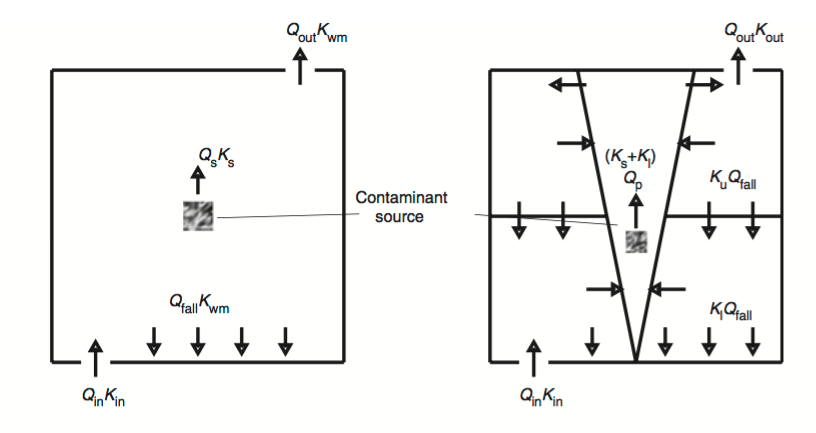 QoutKwm
QsKs
Contaminant
source
QfallKwm
QinKin
QoutKout
(Ks+Kl)
Qp
KuQfall
KlQfall
QinKin